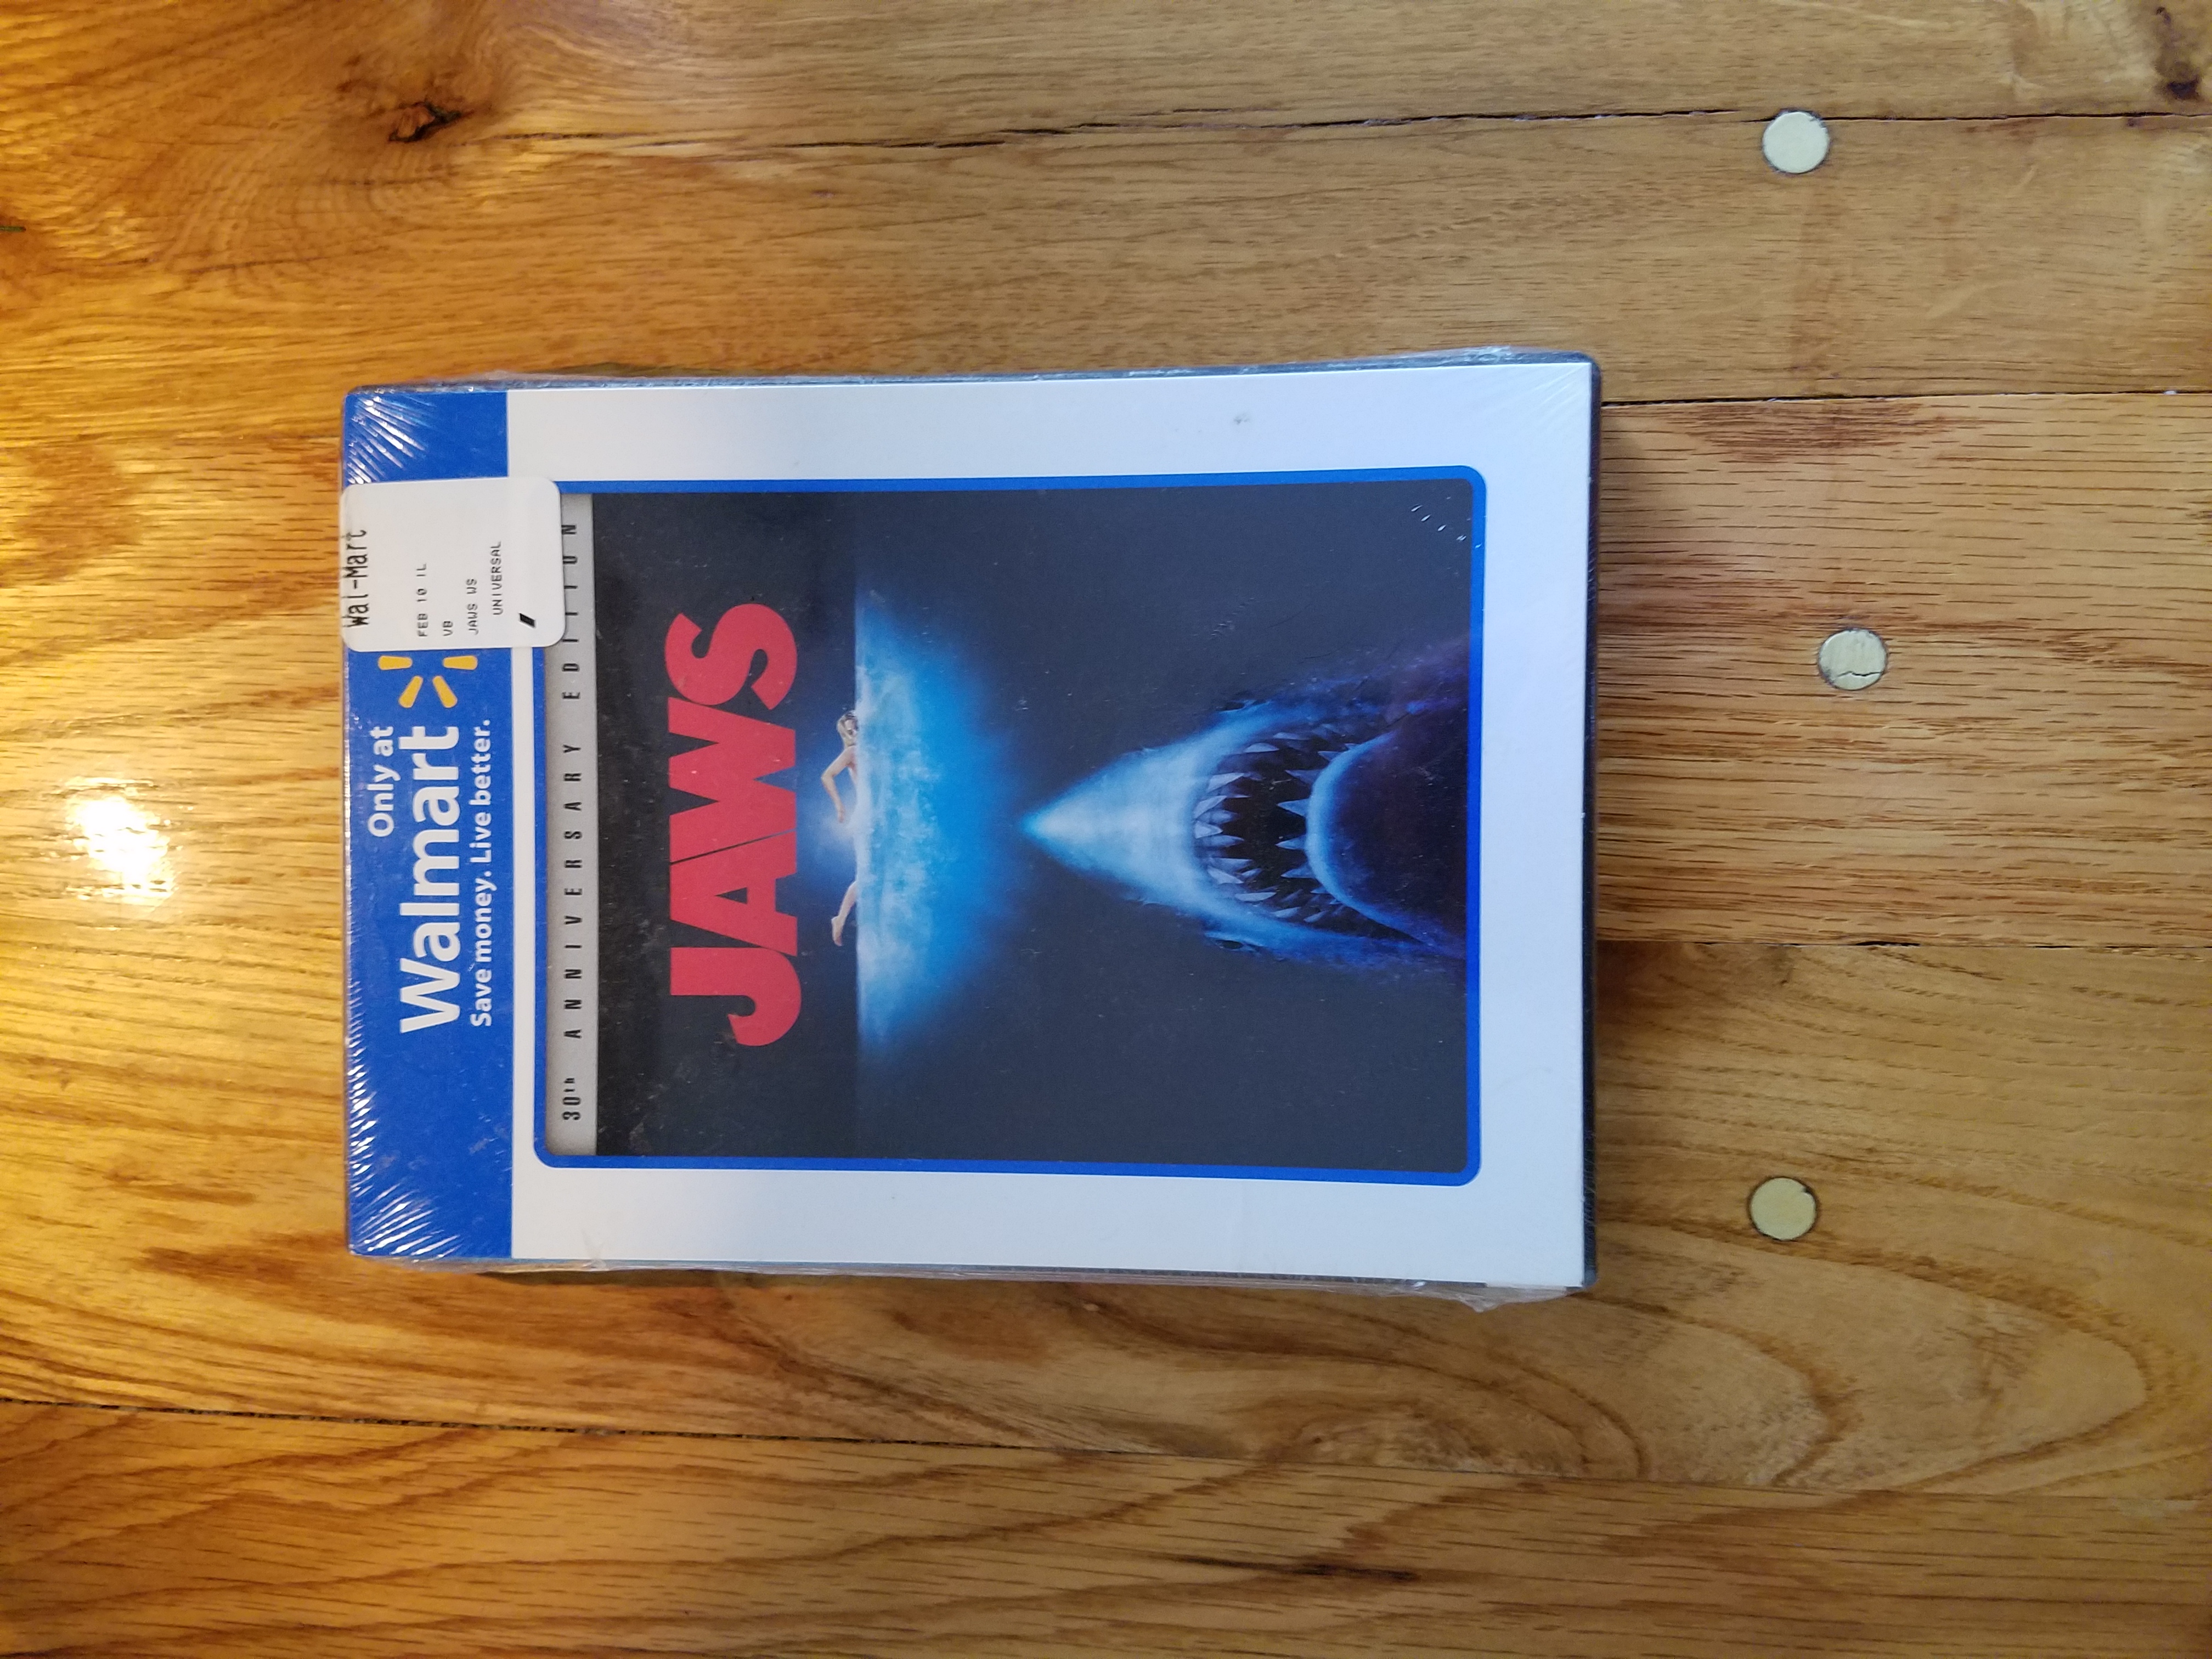 Wal-Mart
FEB 10 IL
VB
JAWS WS
UNIVERSAL
Only at
Walmart
Save money. Live better.
30th ANNIVERSARY EDITION
JAWS